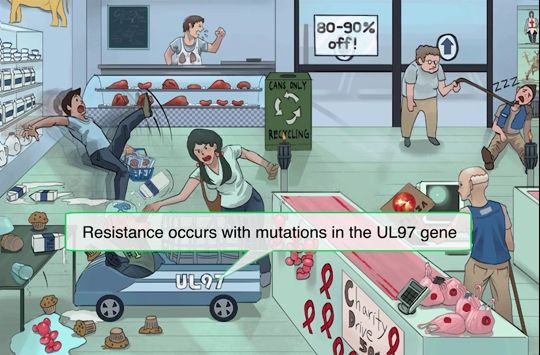 80-90%
off!
CANS ONLY
RECYCLING
ZZZ
Resistance occurs with mutations in the UL97 gene
UL97
Charity
Drive